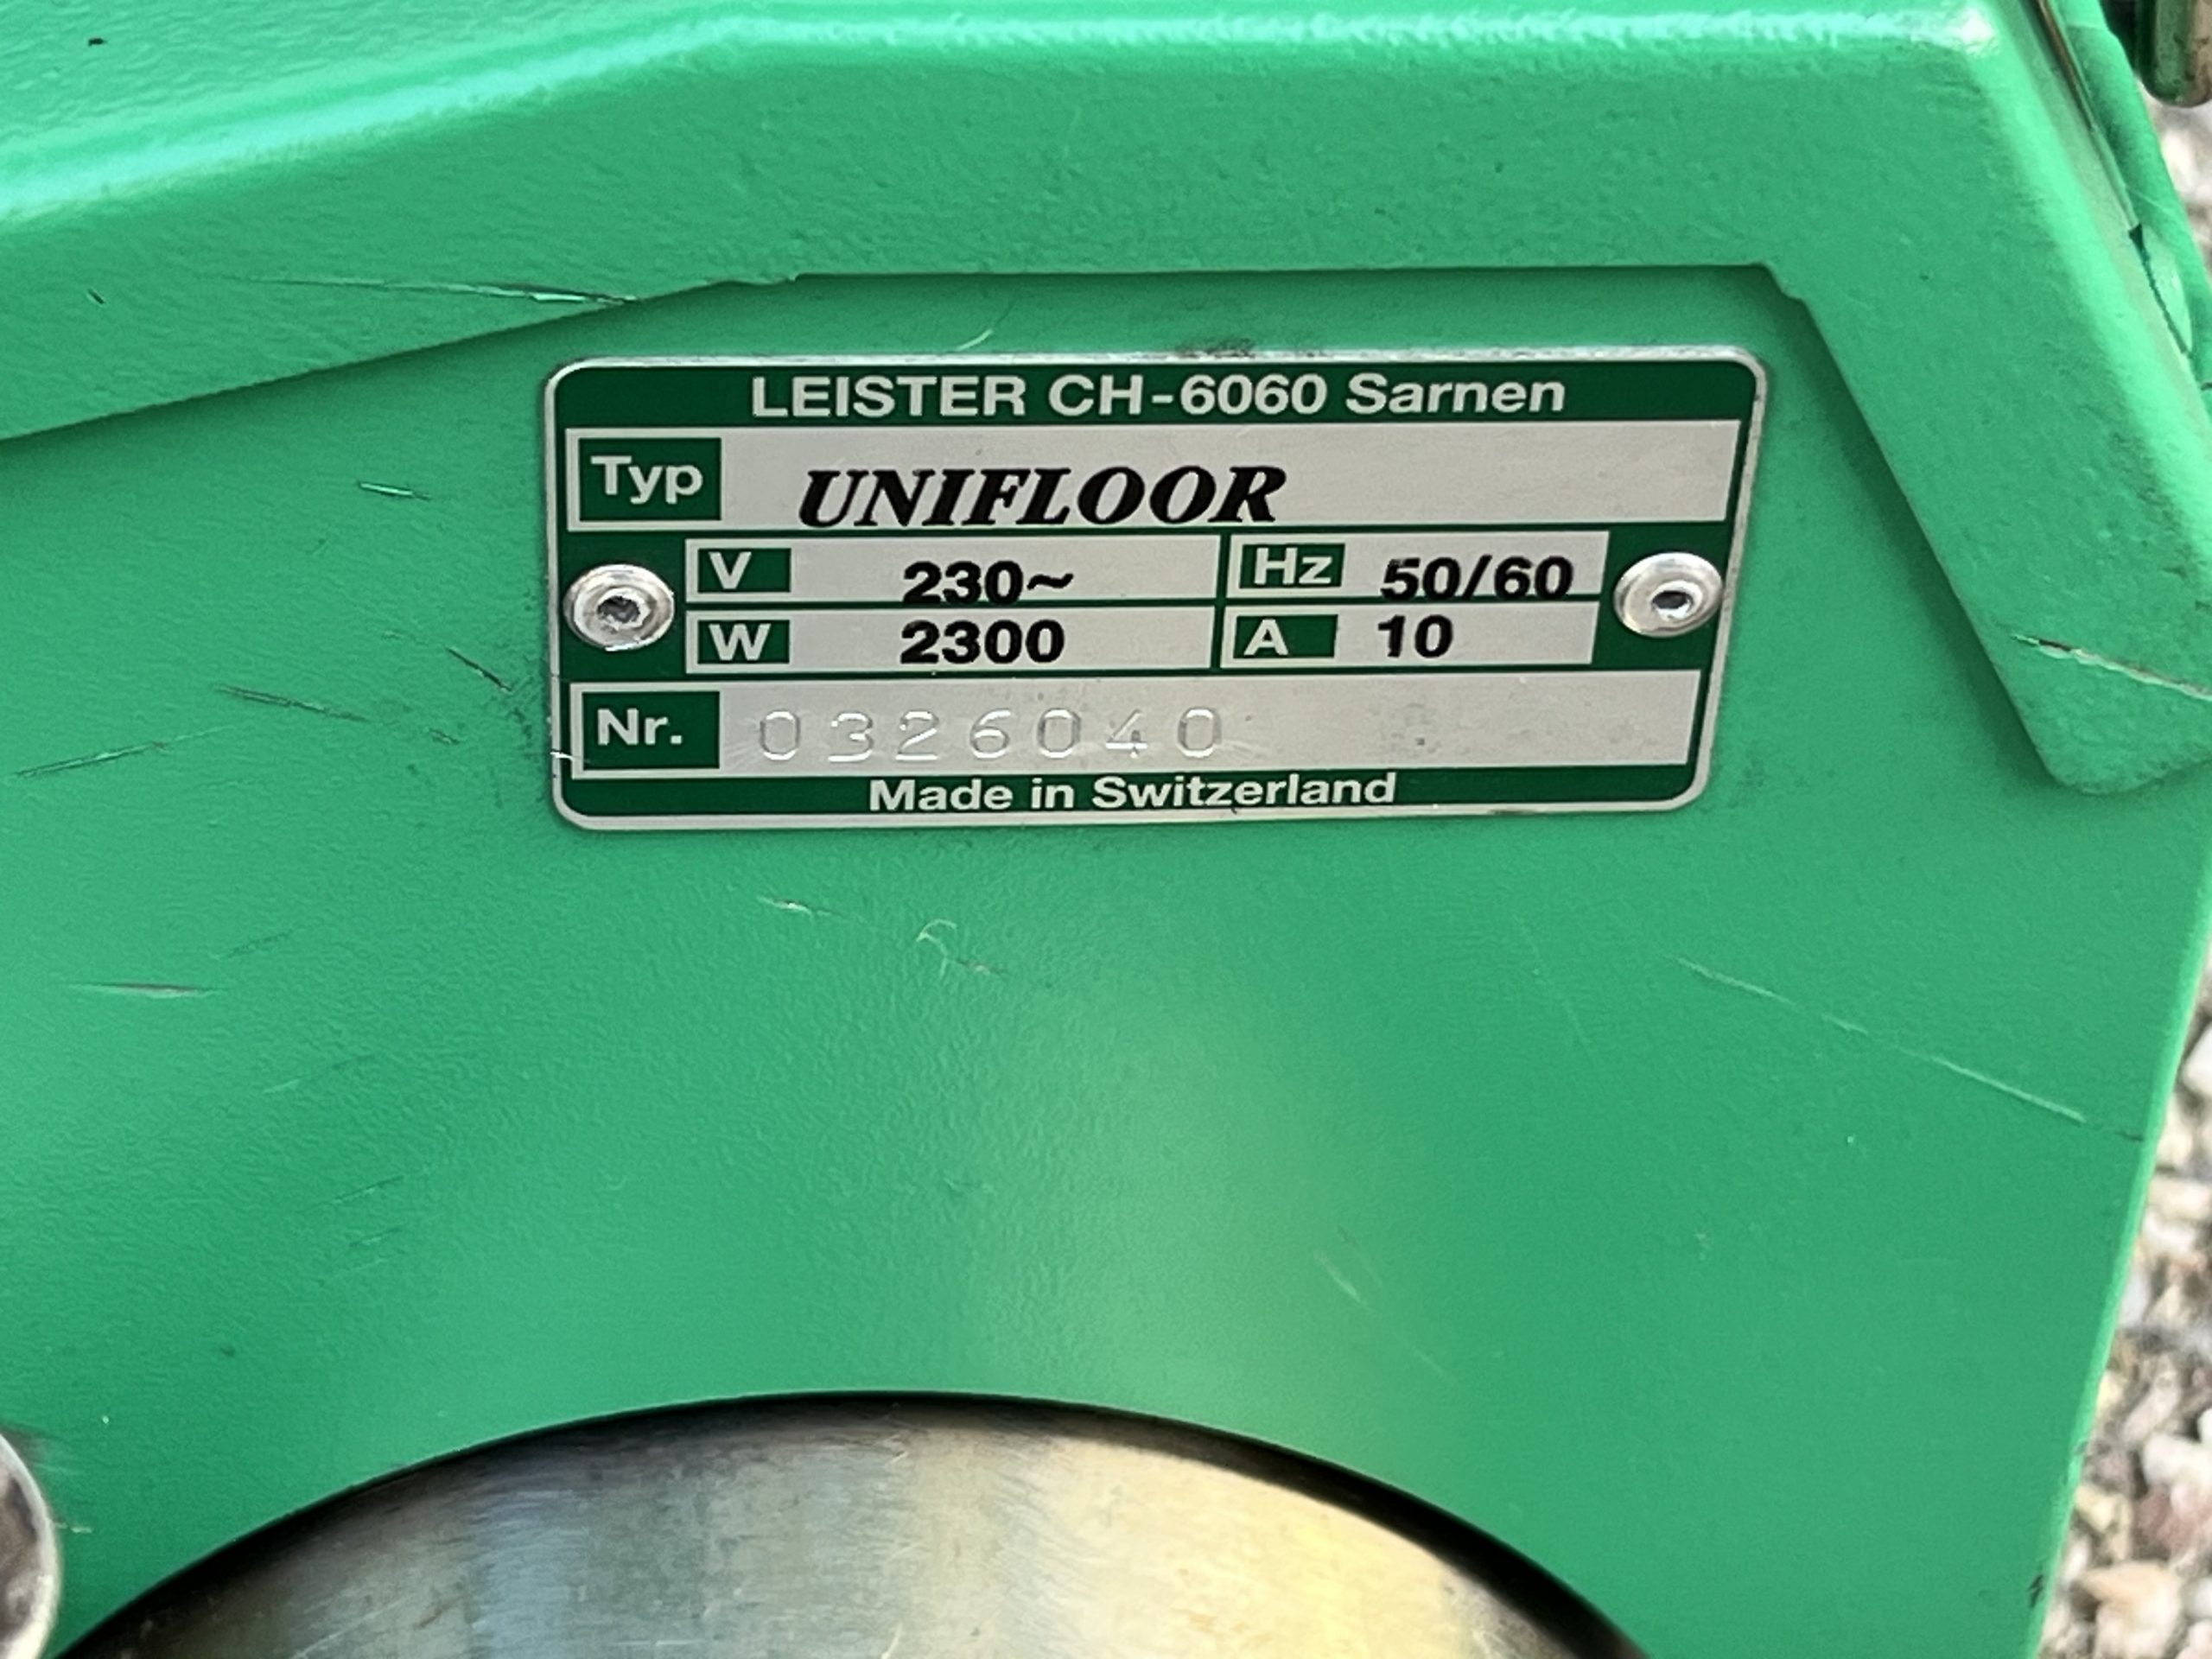 LEISTER CH-6060 Sarnen
Typ UNIFLOOR
V 230~ Hz 50/60
W 2300 A 10
Nr. 0326040
Made in Switzerland